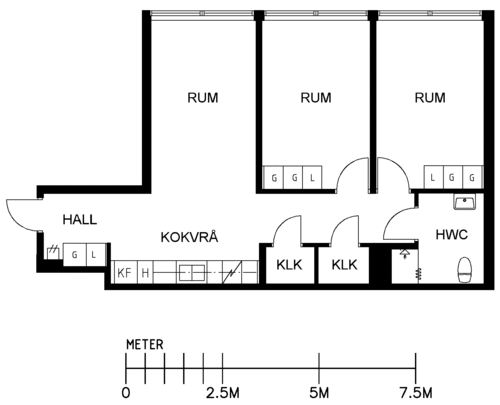 RUM RUM RUM
G G L L G G
HALL
KOKVRÅ HWC
G L
KF H KLK KLK
METER
0 2.5M 5M 7.5M